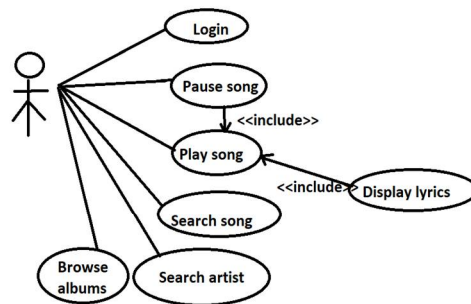 Login
Pause song
<<include>>
Play song
<<include>>
Display lyrics
Search song
Browse
albums
Search artist